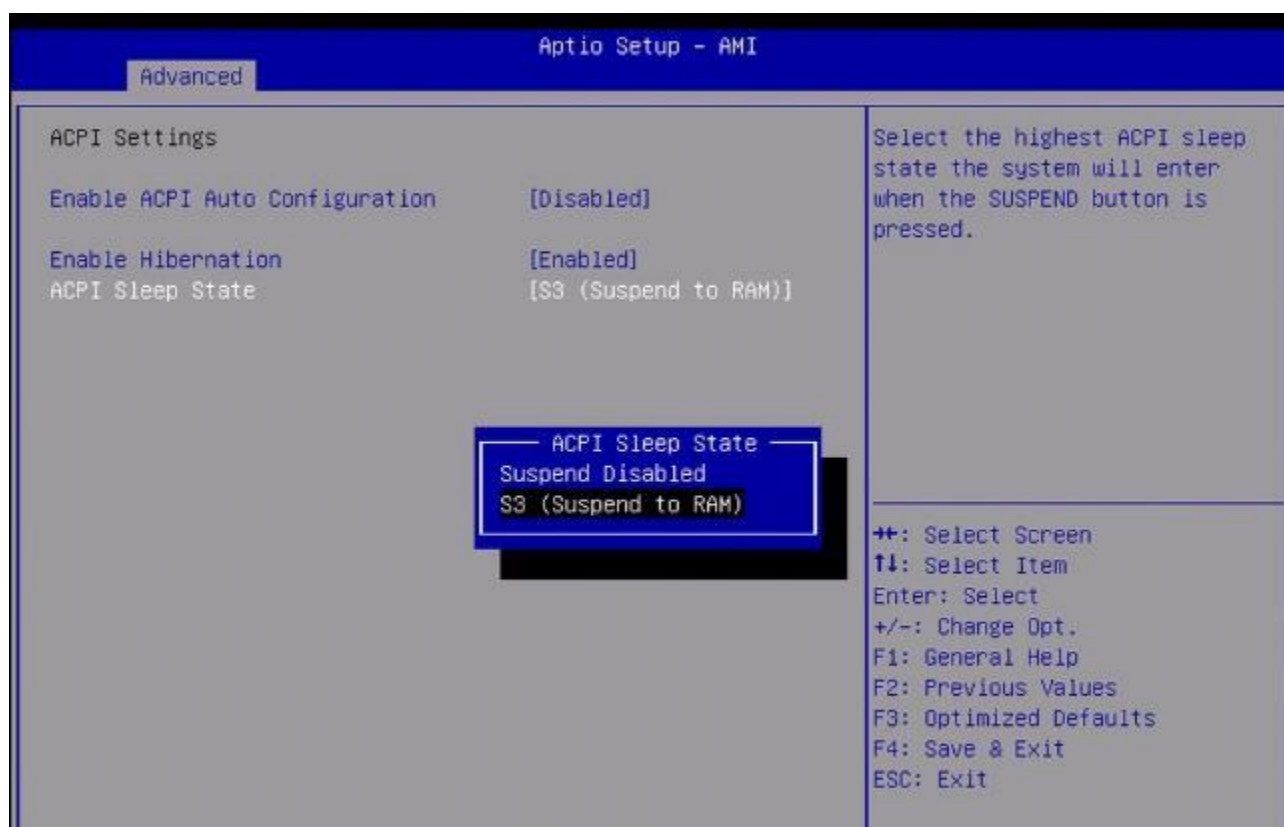 Aptio Setup - AMI
Advanced
ACPI Settings
Enable ACPI Auto Configuration [Disabled]
Enable Hibernation [Enabled]
ACPI Sleep State [S3 (Suspend to RAM)]
ACPI Sleep State
Suspend Disabled
S3 (Suspend to RAM)
Select the highest ACPI sleep
state the system will enter
when the SUSPEND button is
pressed.
→←: Select Screen
↑↓: Select Item
Enter: Select
+/-: Change Opt.
F1: General Help
F2: Previous Values
F3: Optimized Defaults
F4: Save & Exit
ESC: Exit